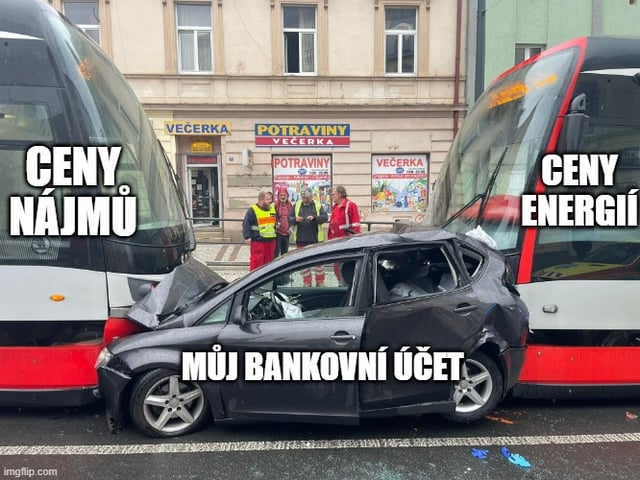 VEČERKA
POTRAVINY
VEČERKA
POTRAVINY
VEČERKA
CENY
NÁJMŮ
CENY
ENERGIÍ
MŮJ BANKOVNÍ ÚČET
imgflip.com